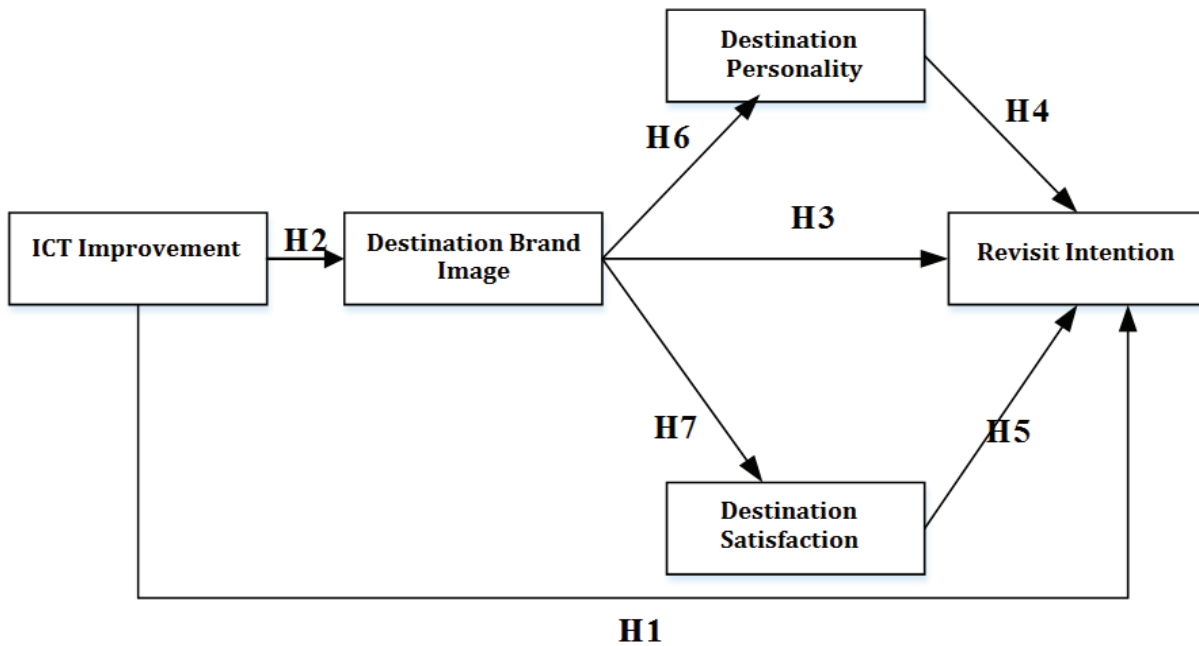 Destination
Personality
H6
H4
ICT Improvement
H2
Destination Brand
Image
H3
Revisit Intention
H7
H5
Destination
Satisfaction
H1